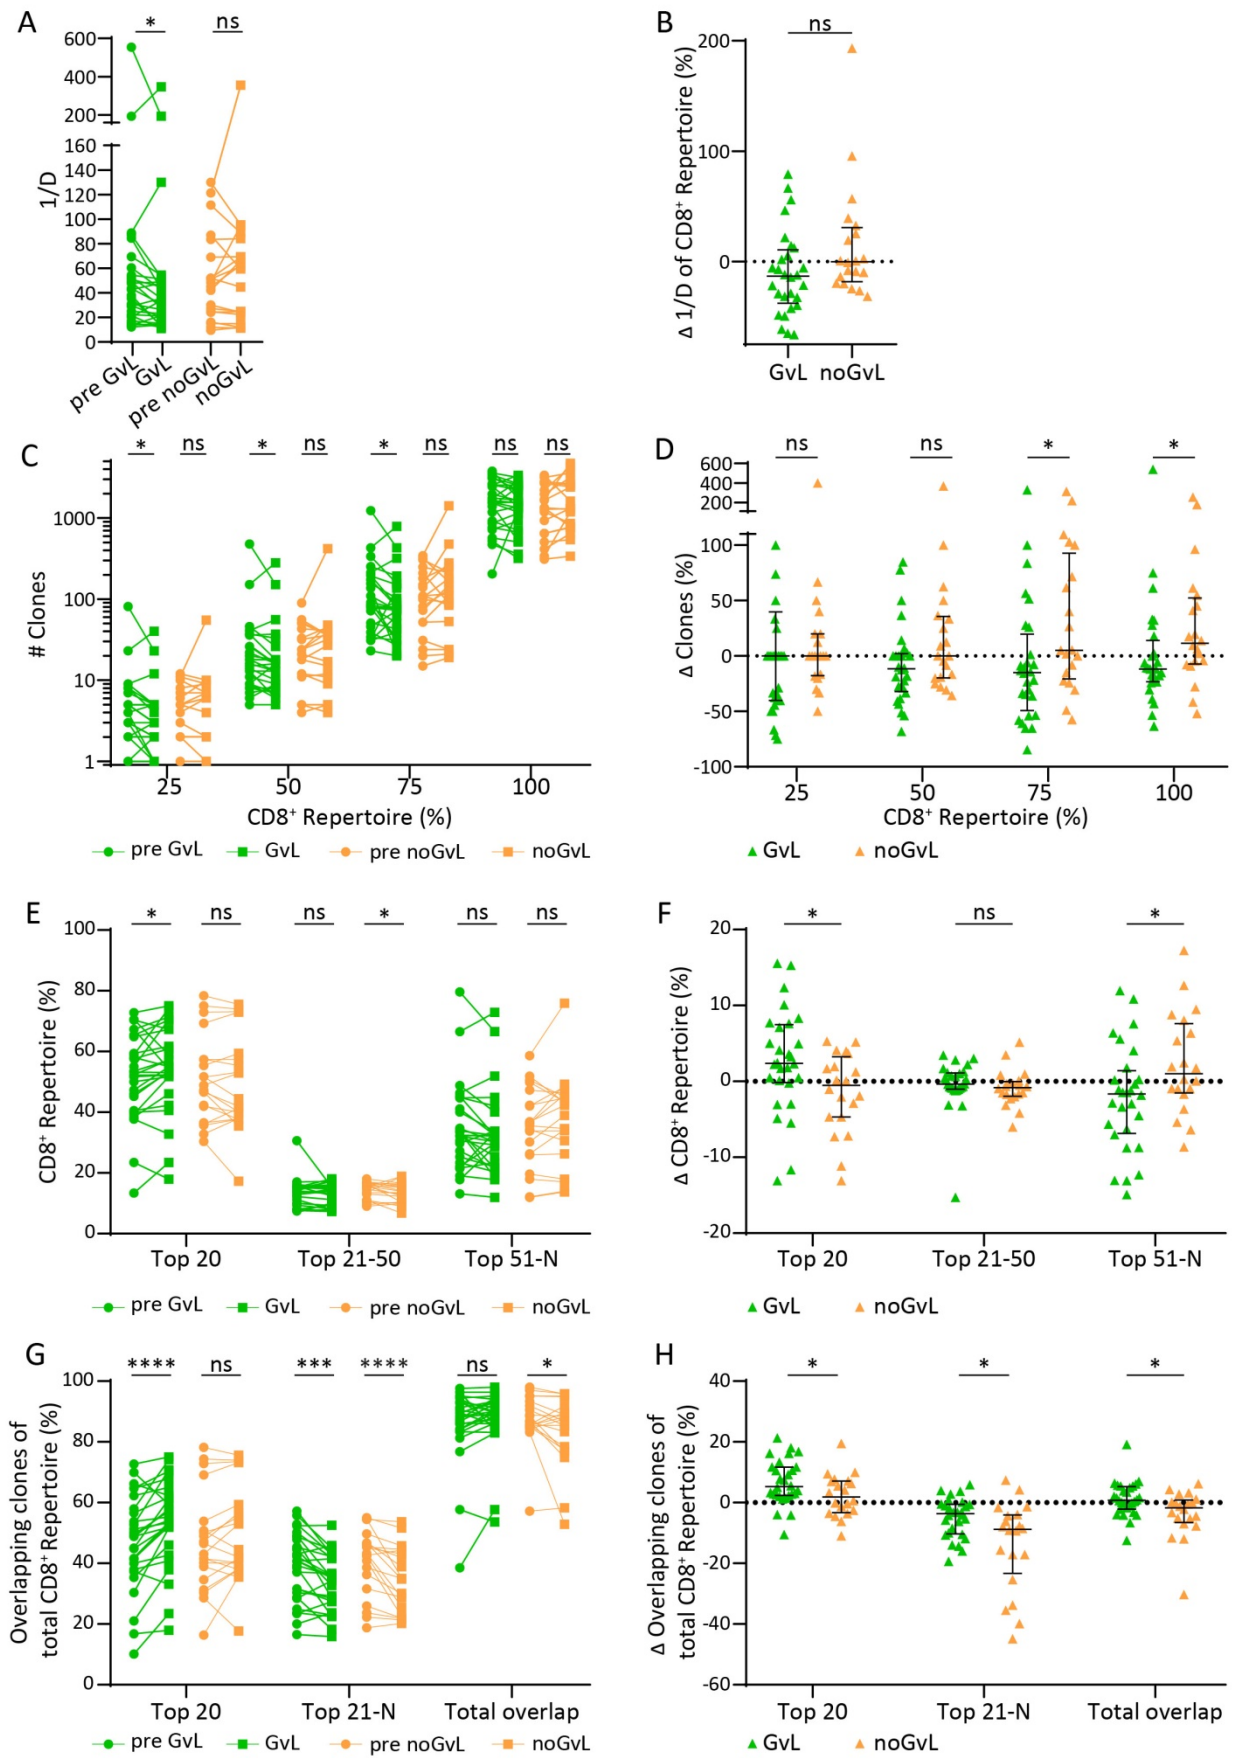 A
* ns
600
400
200
160
140
120
100
80
60
40
20
0
1/D
pre GvL
GvL
pre noGvL
noGvL
B
ns
200
100
0
Δ 1/D of CD8⁺ Repertoire (%)
GvL noGvL
C
* ns * ns * ns ns ns
1000
100
10
1
# Clones
25 50 75 100
CD8⁺ Repertoire (%)
pre GvL GvL pre noGvL noGvL
D
ns ns * *
600
400
200
100
50
0
-50
-100
Δ Clones (%)
25 50 75 100
CD8⁺ Repertoire (%)
GvL noGvL
E
* ns ns * ns ns
100
80
60
40
20
0
CD8⁺ Repertoire (%)
Top 20 Top 21-50 Top 51-N
pre GvL GvL pre noGvL noGvL
F
* ns *
20
10
0
-10
-20
Δ CD8⁺ Repertoire (%)
Top 20 Top 21-50 Top 51-N
GvL noGvL
G
**** ns *** **** ns *
100
80
60
40
20
0
Overlapping clones of
total CD8⁺ Repertoire (%)
Top 20 Top 21-N Total overlap
pre GvL GvL pre noGvL noGvL
H
* * *
40
20
0
-20
-40
-60
Δ Overlapping clones of
total CD8⁺ Repertoire (%)
Top 20 Top 21-N Total overlap
GvL noGvL